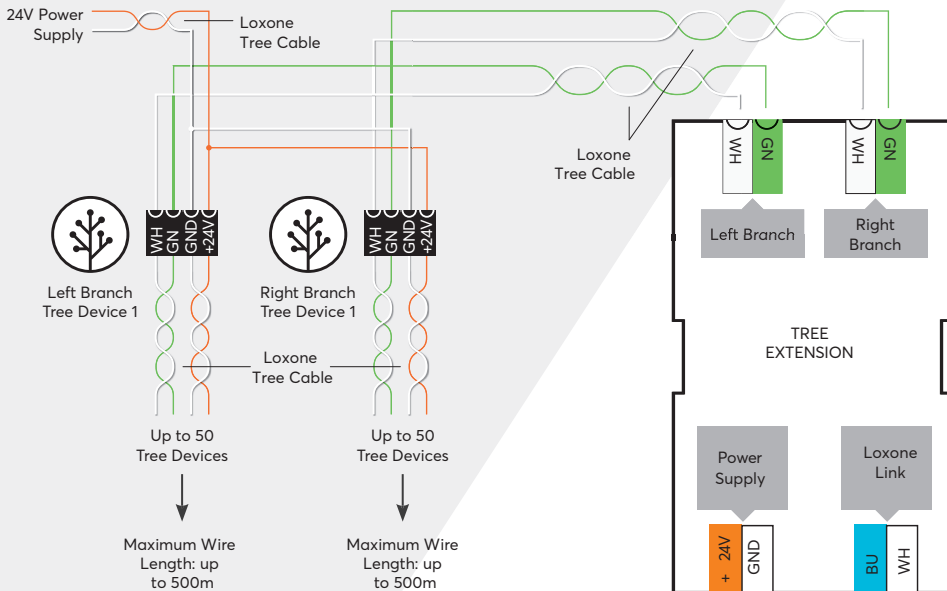 24V Power
Supply
Loxone
Tree Cable
Loxone
Tree Cable
WH
GN
WH
GN
Left Branch
Right
Branch
WH
GN
GND
+24V
WH
GN
GND
+24V
Left Branch
Tree Device 1
Right Branch
Tree Device 1
TREE
EXTENSION
Loxone
Tree Cable
Up to 50
Tree Devices
Up to 50
Tree Devices
Power
Supply
Loxone
Link
Maximum Wire
Length: up
to 500m
Maximum Wire
Length: up
to 500m
+ 24V
GND
BU
WH